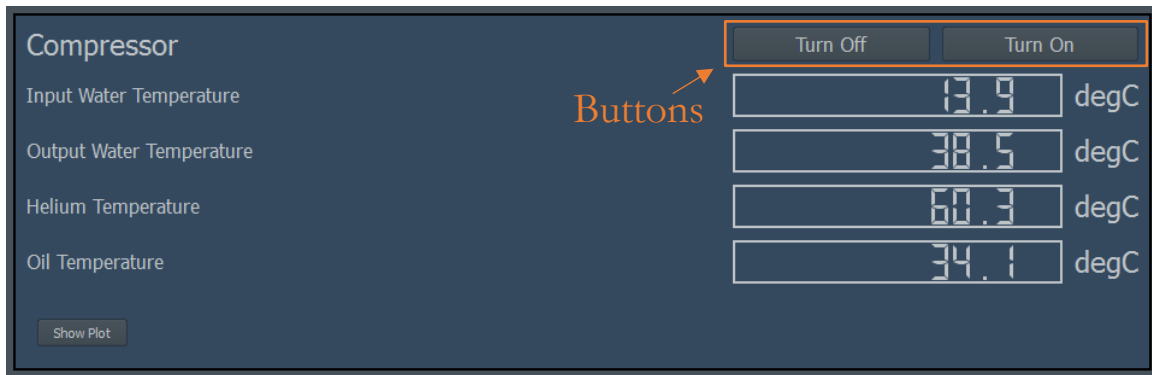 Compressor Turn Off Turn On
Input Water Temperature 13.9 degC
Buttons
Output Water Temperature 38.5 degC
Helium Temperature 60.3 degC
Oil Temperature 34.1 degC
Show Plot